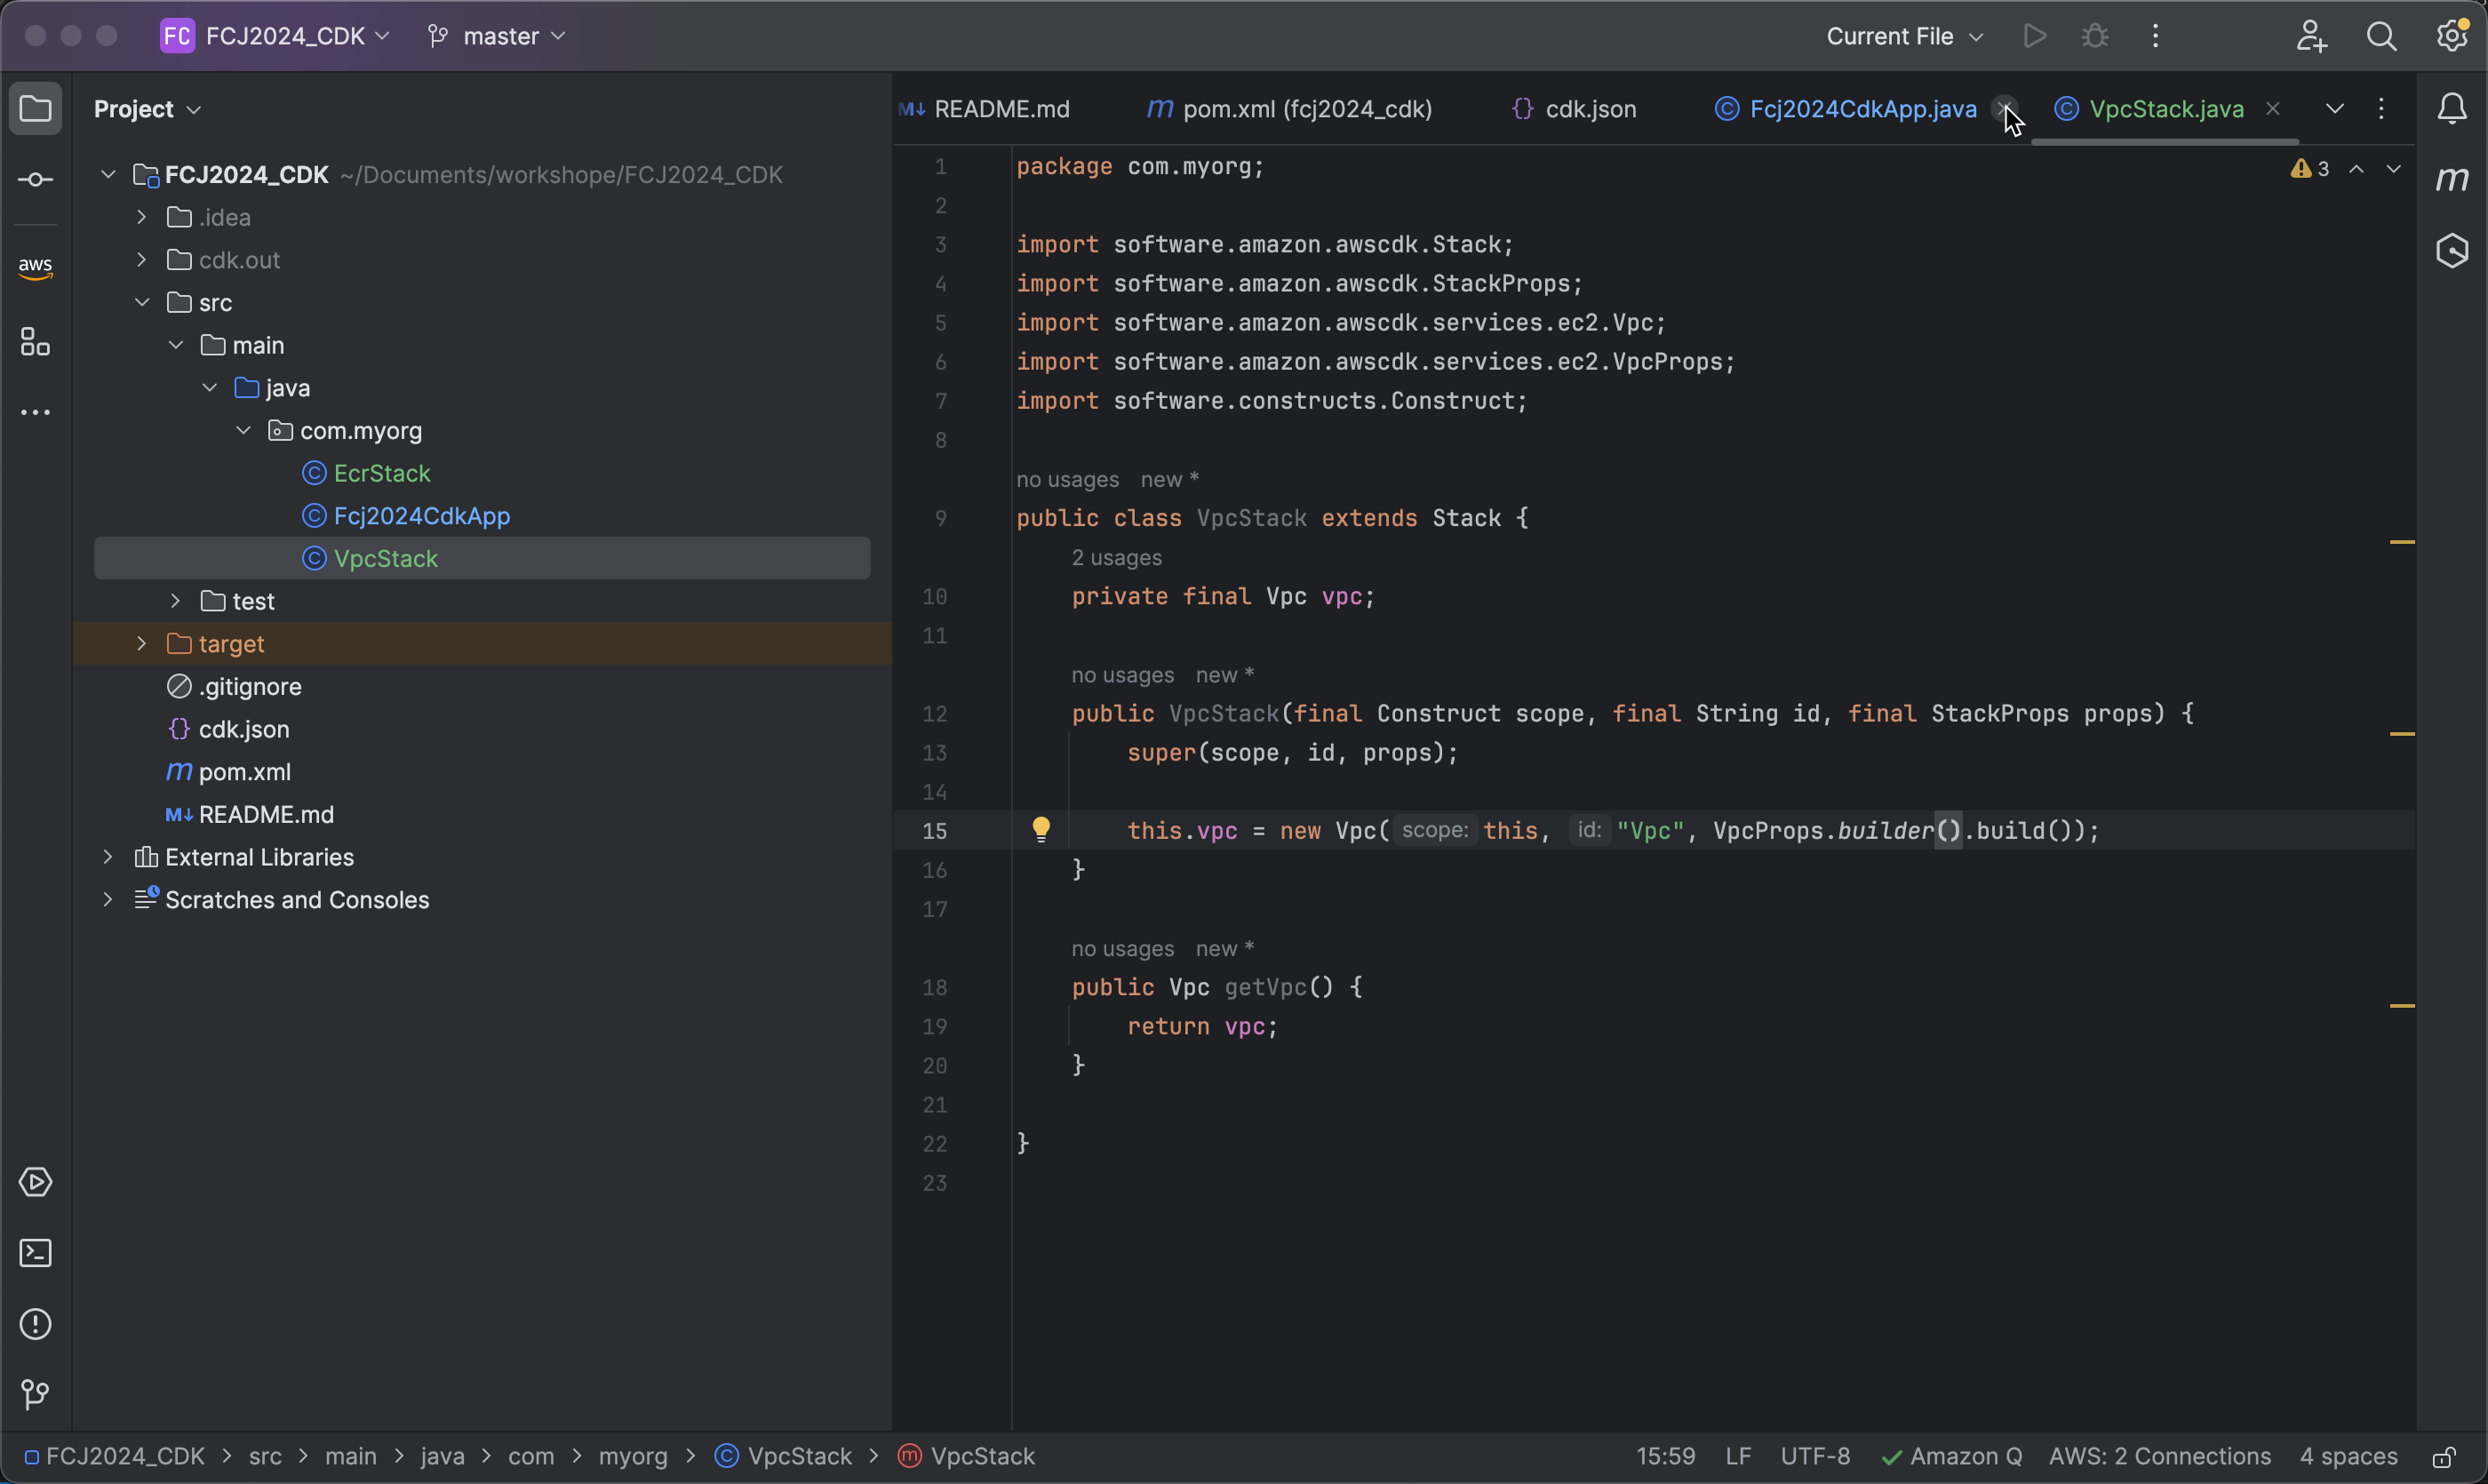 FC FCJ2024_CDK master Current File
Project
README.md pom.xml (fcj2024_cdk) cdk.json Fcj2024CdkApp.java VpcStack.java
FCJ2024_CDK ~/Documents/workshope/FCJ2024_CDK
.idea
cdk.out
src
main
java
com.myorg
EcrStack
Fcj2024CdkApp
VpcStack
test
target
.gitignore
cdk.json
pom.xml
README.md
External Libraries
Scratches and Consoles
aws
3
1 package com.myorg;
2
3 import software.amazon.awscdk.Stack;
4 import software.amazon.awscdk.StackProps;
5 import software.amazon.awscdk.services.ec2.Vpc;
6 import software.amazon.awscdk.services.ec2.VpcProps;
7 import software.constructs.Construct;
8
no usages new *
9 public class VpcStack extends Stack {
2 usages
10 private final Vpc vpc;
11
no usages new *
12 public VpcStack(final Construct scope, final String id, final StackProps props) {
13 super(scope, id, props);
14
15 this.vpc = new Vpc( scope: this, id: "Vpc", VpcProps.builder().build());
16 }
17
no usages new *
18 public Vpc getVpc() {
19 return vpc;
20 }
21
22 }
23
FCJ2024_CDK > src > main > java > com > myorg > VpcStack > VpcStack 15:59 LF UTF-8 Amazon Q AWS: 2 Connections 4 spaces